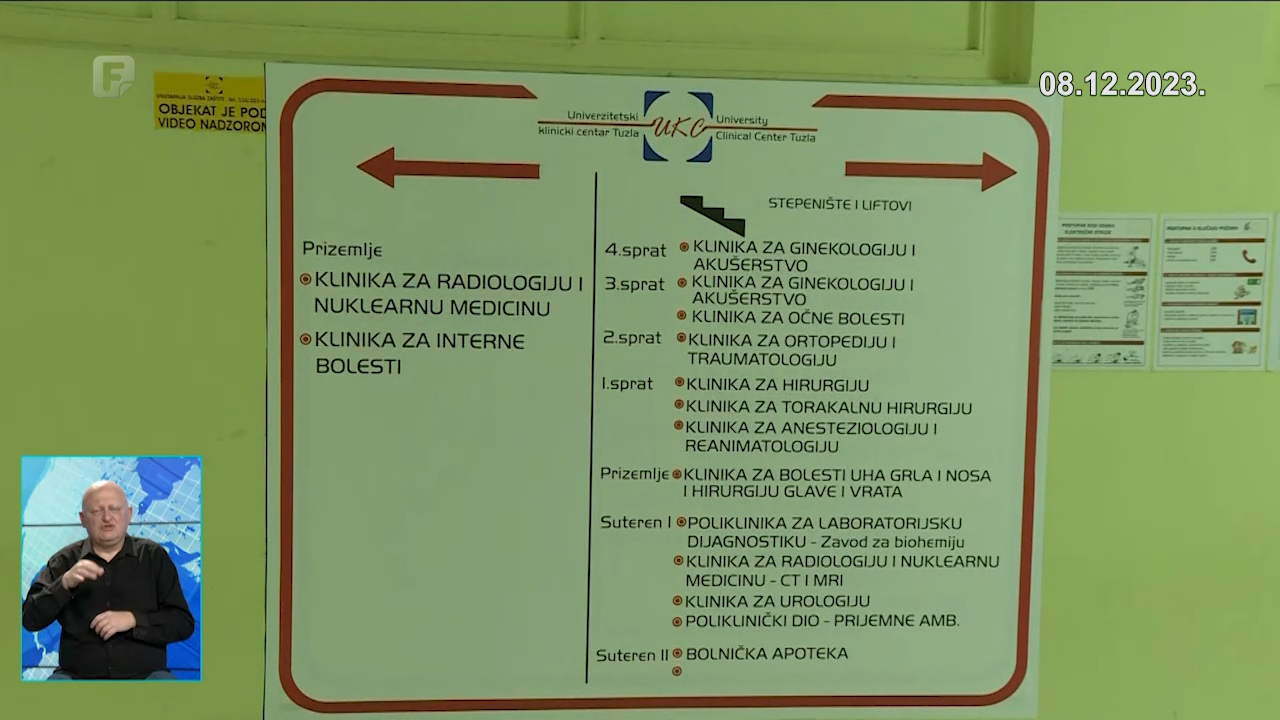 F
08.12.2023.
OBJEKAT JE POD
VIDEO NADZOROM
Univerzitetski
klinicki centar Tuzla
UKC
University
Clinical Center Tuzla
STEPENIŠTE I LIFTOVI
Prizemlje
KLINIKA ZA RADIOLOGIJU I
NUKLEARNU MEDICINU
KLINIKA ZA INTERNE
BOLESTI
4.sprat KLINIKA ZA GINEKOLOGIJU I
AKUŠERSTVO
3.sprat KLINIKA ZA GINEKOLOGIJU I
AKUŠERSTVO
KLINIKA ZA OČNE BOLESTI
2.sprat KLINIKA ZA ORTOPEDIJU I
TRAUMATOLOGIJU
1.sprat KLINIKA ZA HIRURGIJU
KLINIKA ZA TORAKALNU HIRURGIJU
KLINIKA ZA ANESTEZIOLOGIJU I
REANIMATOLOGIJU
Prizemlje KLINIKA ZA BOLESTI UHA GRLA I NOSA
I HIRURGIJU GLAVE I VRATA
Suteren I POLIKLINIKA ZA LABORATORIJSKU
DIJAGNOSTIKU - Zavod za biohemiju
KLINIKA ZA RADIOLOGIJU I NUKLEARNU
MEDICINU - CT I MRI
KLINIKA ZA UROLOGIJU
POLIKLINIČKI DIO - PRIJEMNE AMB.
Suteren II BOLNIČKA APOTEKA